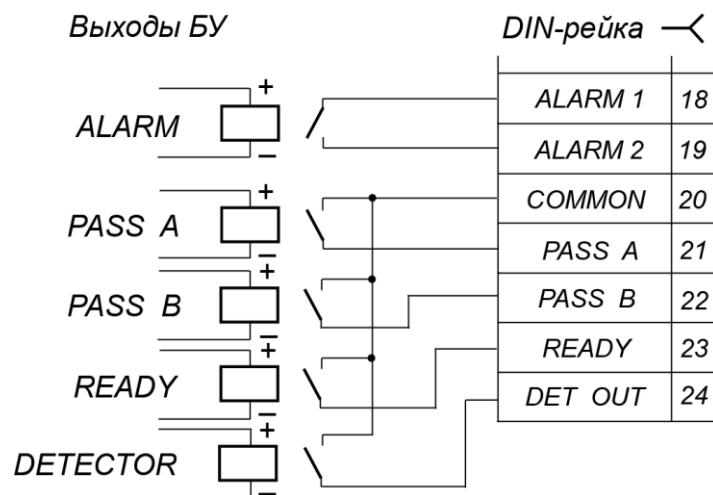 Выходы БУ DIN-рейка
+
ALARM ALARM 1 18
− ALARM 2 19
+ COMMON 20
PASS A PASS A 21
−
+
PASS B PASS B 22
−
+ READY 23
READY DET OUT 24
−
+
DETECTOR
−